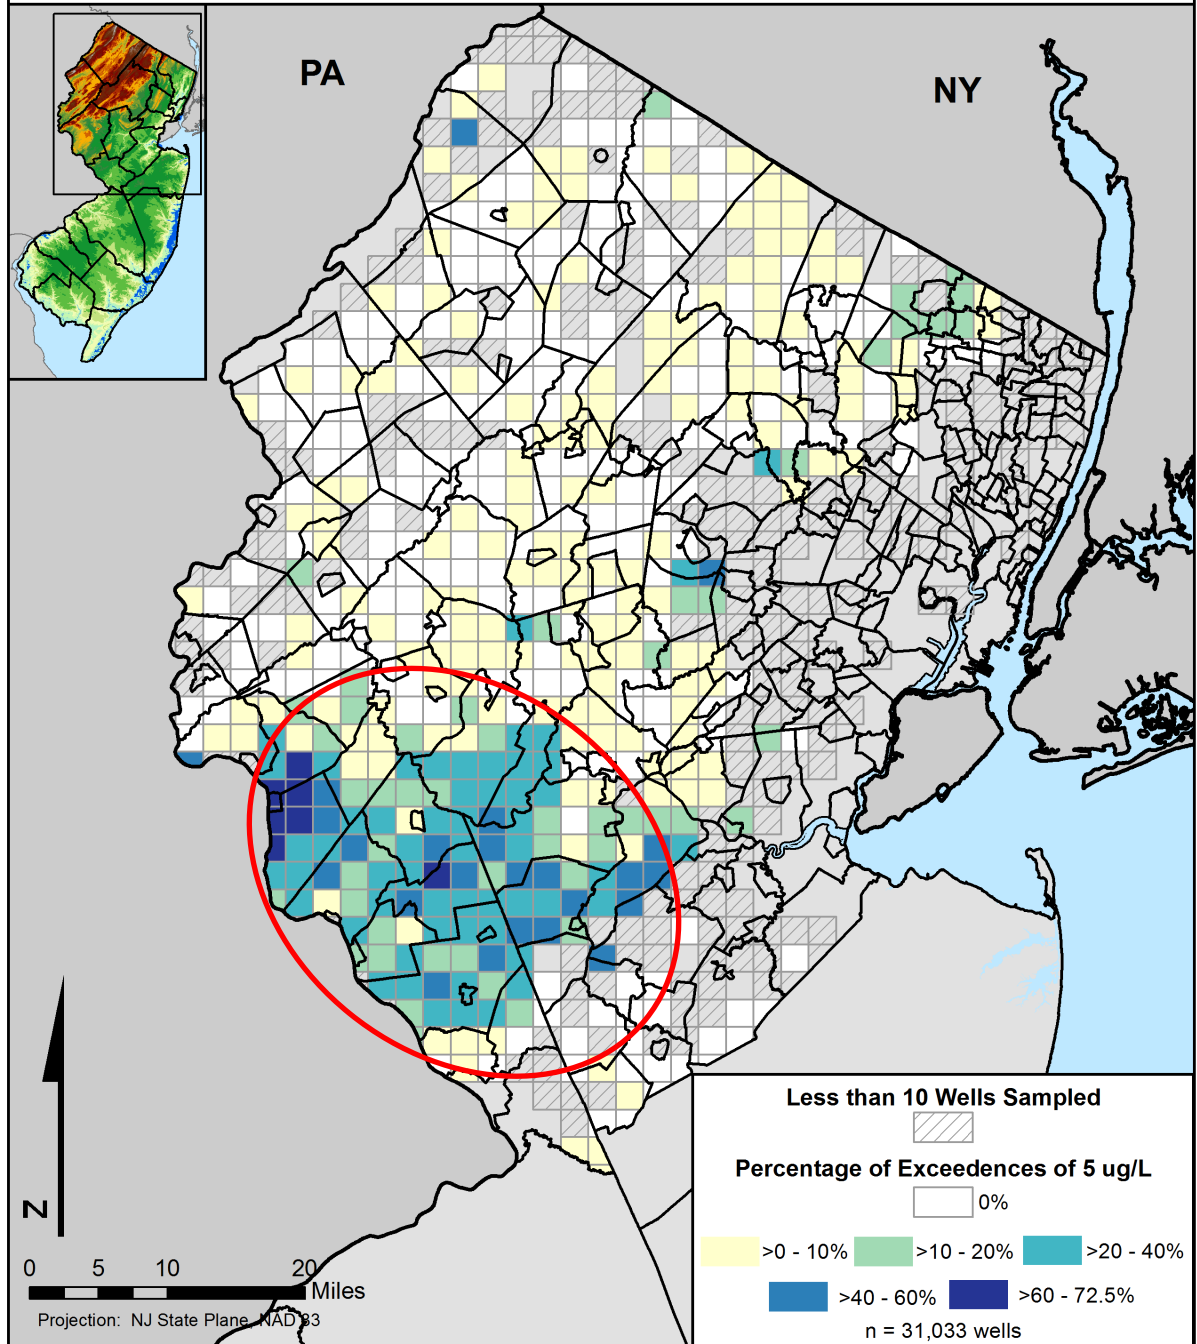 PA
NY
Less than 10 Wells Sampled
Percentage of Exceedences of 5 ug/L
0%
>0 - 10%
>10 - 20%
>20 - 40%
>40 - 60%
>60 - 72.5%
n = 31,033 wells
N
0 5 10 20
Miles
Projection: NJ State Plane, NAD 83